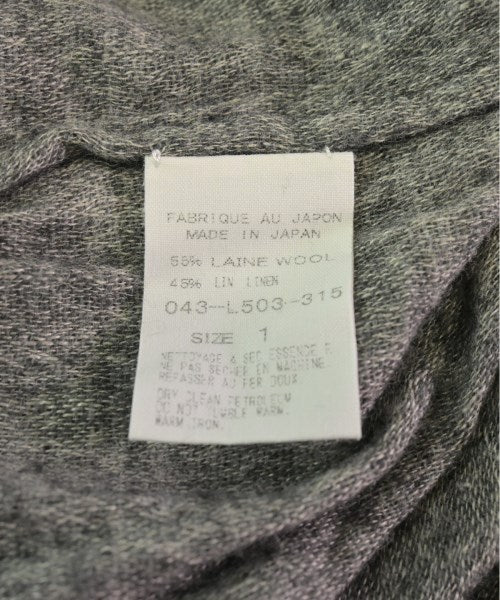 FABRIQUE AU JAPON
MADE IN JAPAN
55% LAINE WOOL
45% LIN LINEN
043-L503-315
SIZE 1
NETTOYAGE A SEC ESSENCE F
NE PAS SECHER EN MACHINE
REPASSER AU FER DOUX
DRY CLEAN PETROLEUM
DO NOT TUMBLE WARM.
WARM IRON.